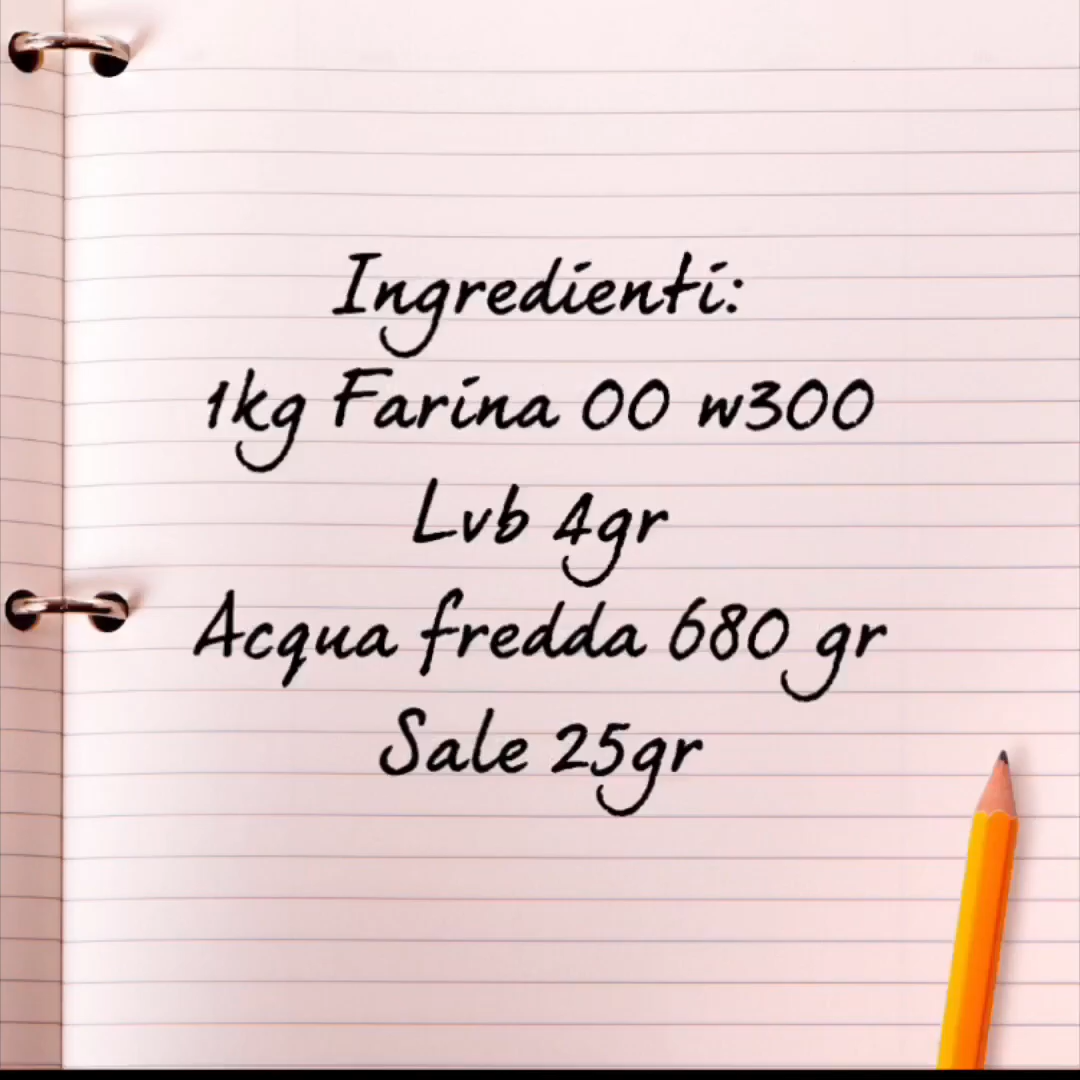 Ingredienti:
1kg Farina 00 w300
Lvb 4gr
Acqua fredda 680 gr
Sale 25gr